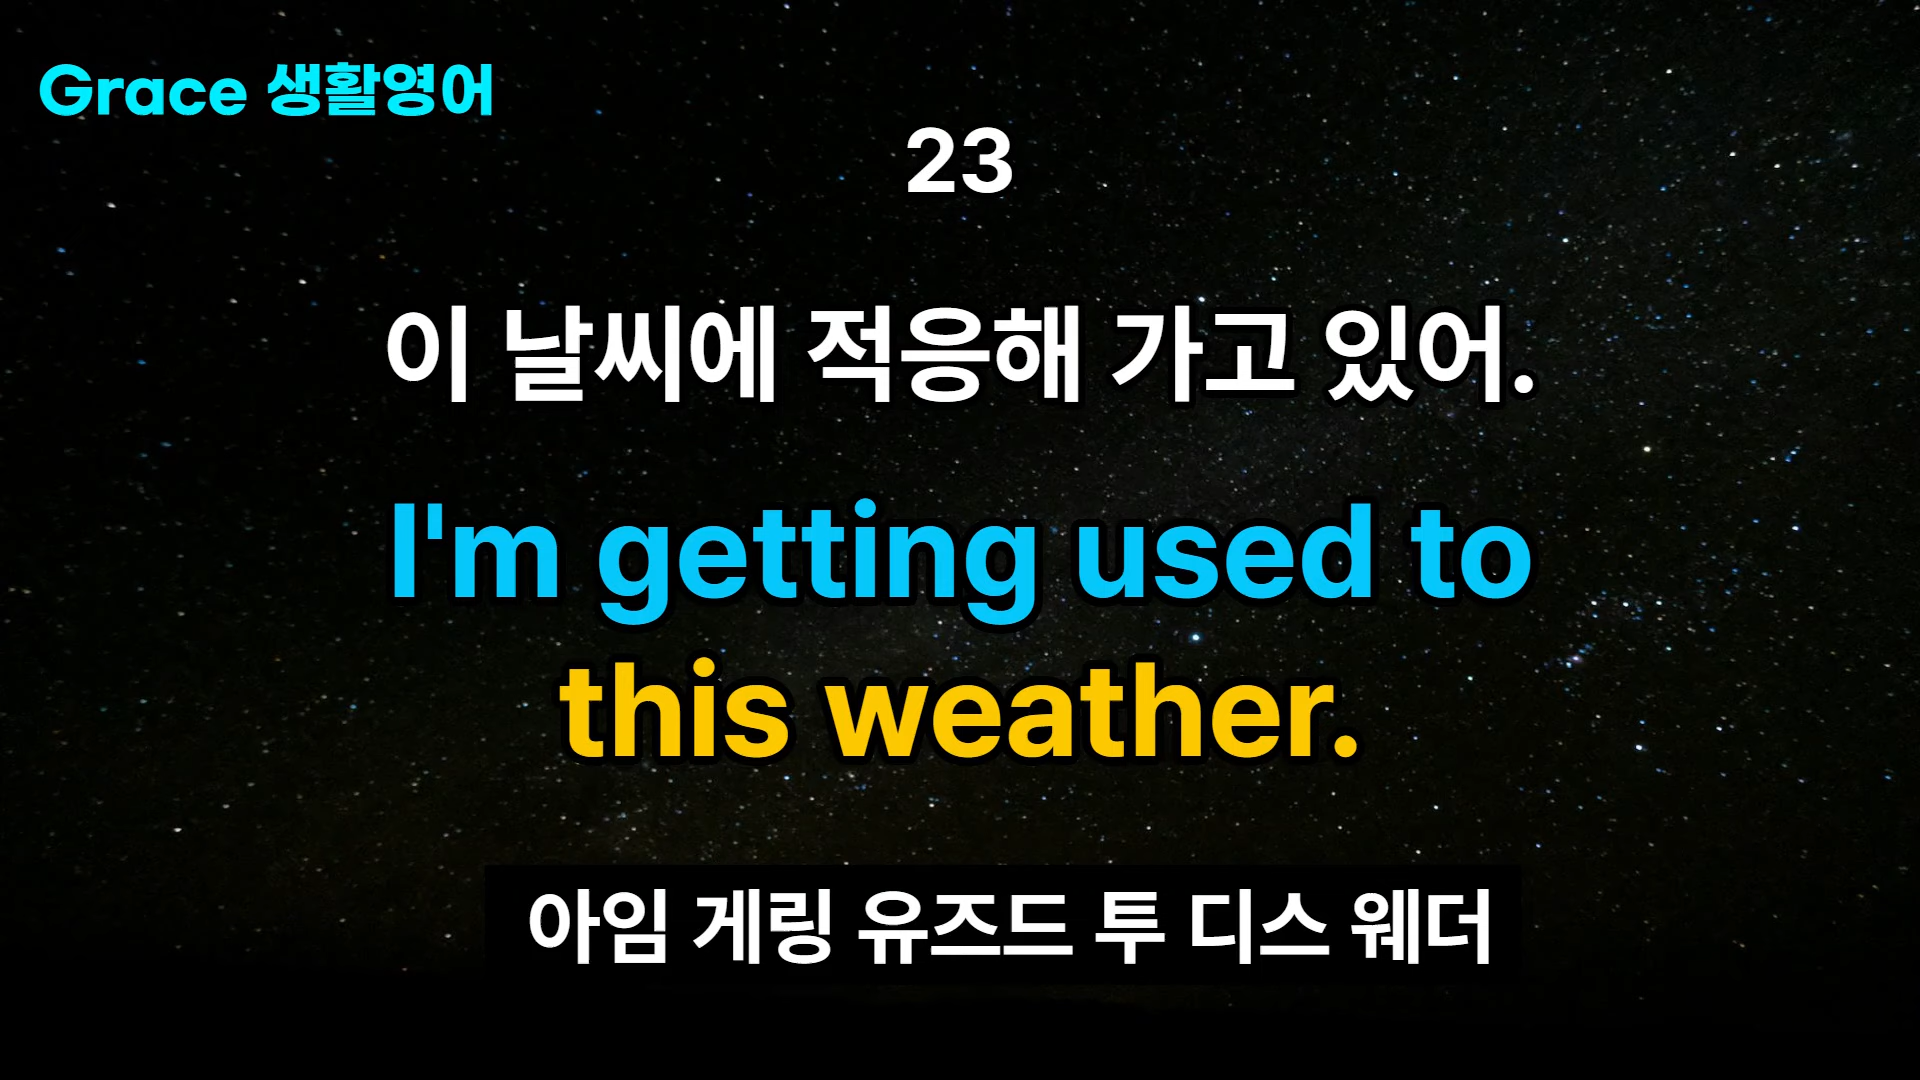 Grace 생활영어
23
이 날씨에 적응해 가고 있어.
I'm getting used to
this weather.
아임 게링 유즈드 투 디스 웨더